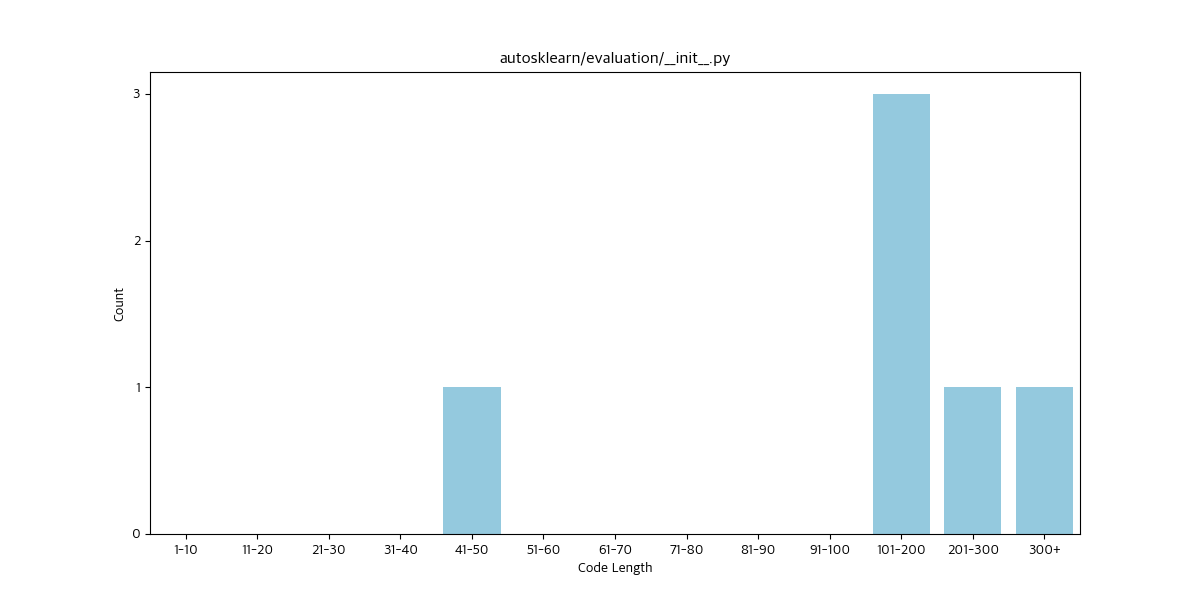 autosklearn/evaluation/__init__.py
Count
3
2
1
0
1-10 11-20 21-30 31-40 41-50 51-60 61-70 71-80 81-90 91-100 101-200 201-300 300+
Code Length